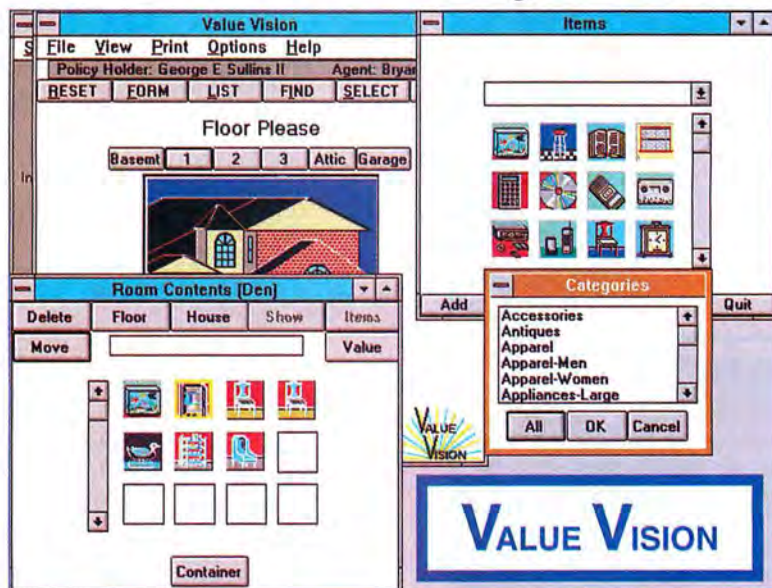 Value Vision
File View Print Options Help
Policy Holder: George E Sullins II Agent: Bryar
RESET FORM LIST FIND SELECT
Floor Please
Basemt 1 2 3 Attic Garage
S
In
Items
Add Quit
Categories
Accessories
Antiques
Apparel
Apparel-Men
Apparel-Women
Appliances-Large
All OK Cancel
Room Contents (Den)
Delete Floor House Show Items
Move Value
Container
VALUE
VISION
VALUE VISION